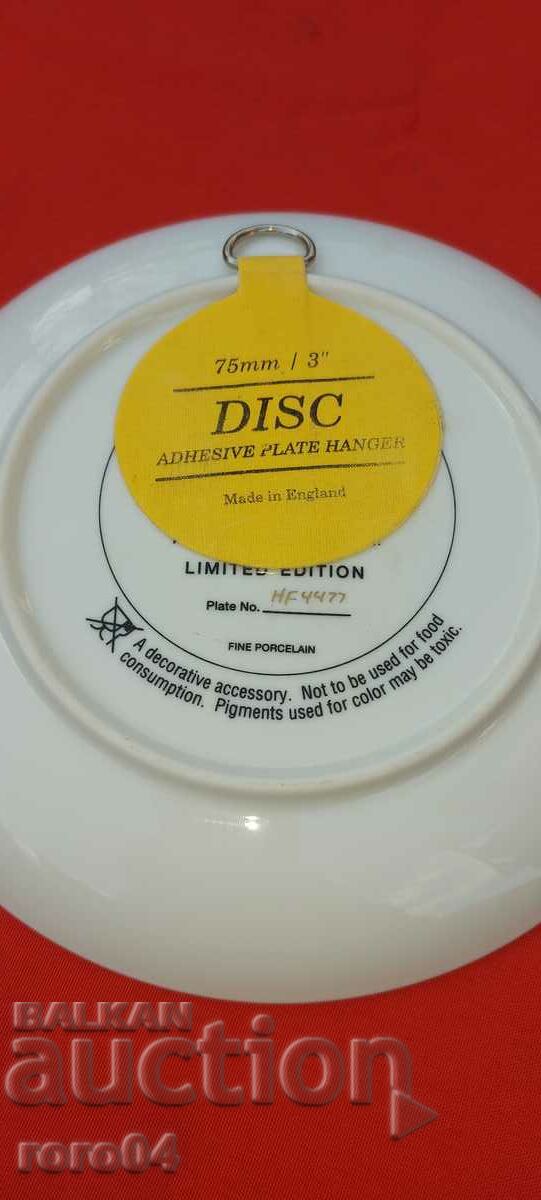 75mm / 3"
DISC
ADHESIVE PLATE HANGER
Made in England
LIMITED EDITION
Plate No. HF4477
FINE PORCELAIN
A decorative accessory. Not to be used for food
consumption. Pigments used for color may be toxic.
BALKAN
auction
roro04